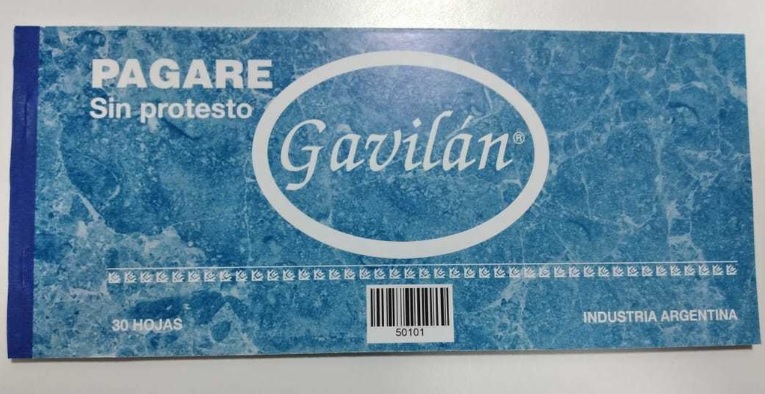 PAGARE
Sin protesto
Gavilán®
30 HOJAS
50101
INDUSTRIA ARGENTINA